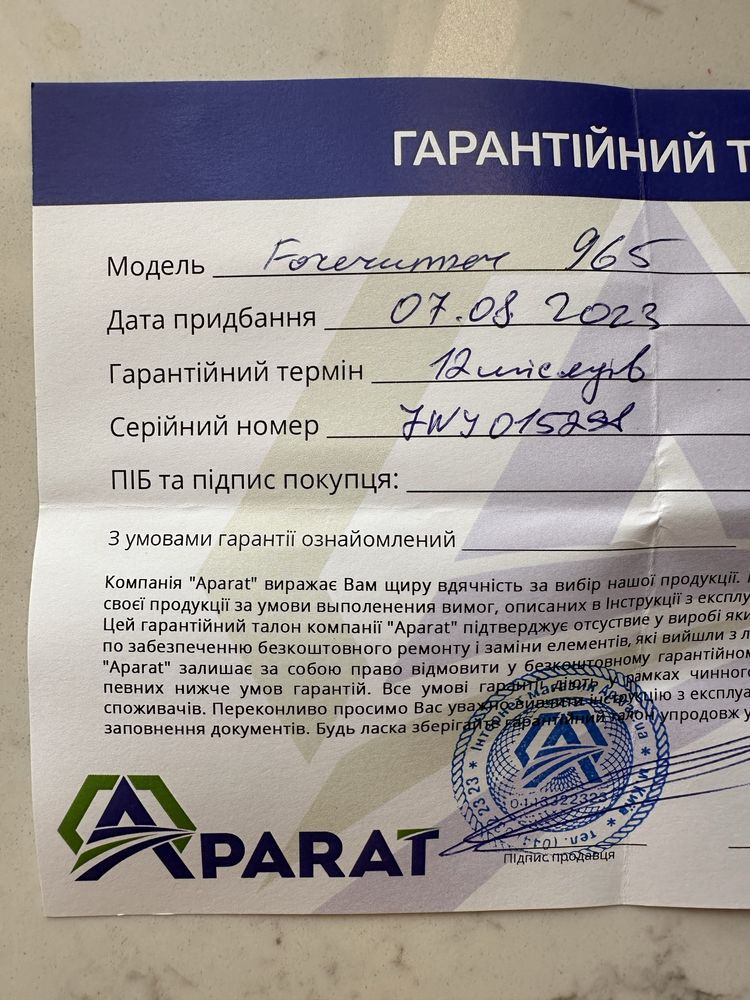 ГАРАНТІЙНИЙ Т
Модель 965
Дата придбання 07.08 2023
Гарантійний термін 12 місяців
Серійний номер
ПІБ та підпис покупця:
З умовами гарантії ознайомлений
Компанія "Aparat" виражає Вам щиру вдячність за вибір нашої продукції.
своєї продукції за умови выполенения вимог, описаних в Інструкції з експлу
Цей гарантійний талон компанії "Aparat" підтверджує отсуствие у виробі яки
по забезпеченню безкоштовного ремонту і заміни елементів, які вийшли з л
"Aparat" залишає за собою право відмовити у безкоштовному гарантійном
певних нижче умов гарантій. Все умові гарантії діють у рамках чинного
споживачів. Переконливо просимо Вас уважно вивчити інструкцію з експлуа
заповнення документів. Будь ласка зберігайте гарантійний талон упродовж у
APARAT
Підпис продавця